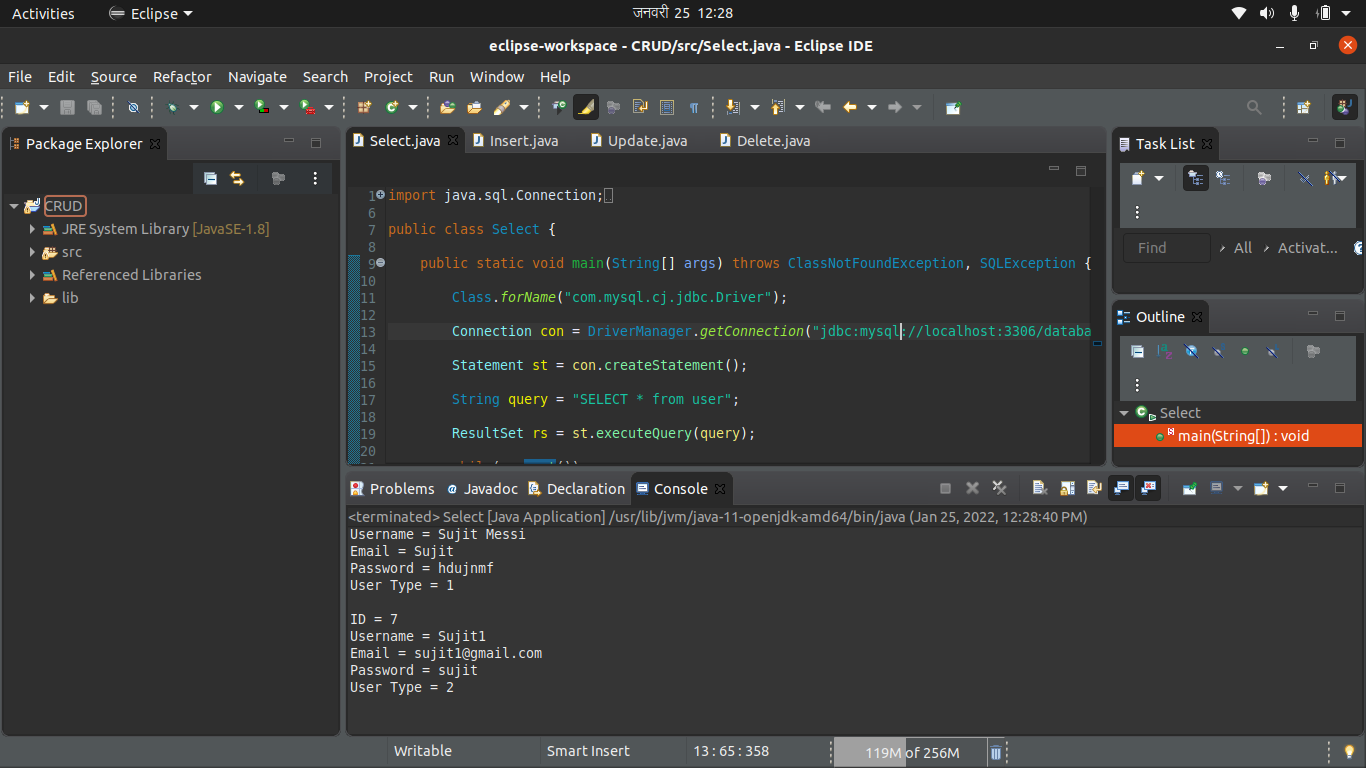 Activities
Eclipse
जनवरी 25 12:28
eclipse-workspace - CRUD/src/Select.java - Eclipse IDE
File Edit Source Refactor Navigate Search Project Run Window Help
Package Explorer
CRUD
JRE System Library [JavaSE-1.8]
src
Referenced Libraries
lib
Select.java Insert.java Update.java Delete.java
1 import java.sql.Connection;
6
7 public class Select {
8
9 public static void main(String[] args) throws ClassNotFoundException, SQLException {
10
11 Class.forName("com.mysql.cj.jdbc.Driver");
12
13 Connection con = DriverManager.getConnection("jdbc:mysql://localhost:3306/databa
14
15 Statement st = con.createStatement();
16
17 String query = "SELECT * from user";
18
19 ResultSet rs = st.executeQuery(query);
20
Task List
Find
All
Activat...
Outline
Select
main(String[]) : void
Problems Javadoc Declaration Console
<terminated> Select [Java Application] /usr/lib/jvm/java-11-openjdk-amd64/bin/java (Jan 25, 2022, 12:28:40 PM)
Username = Sujit Messi
Email = Sujit
Password = hdujnmf
User Type = 1

ID = 7
Username = Sujit1
Email = sujit1@gmail.com
Password = sujit
User Type = 2
Writable
Smart Insert
13 : 65 : 358
119M of 256M